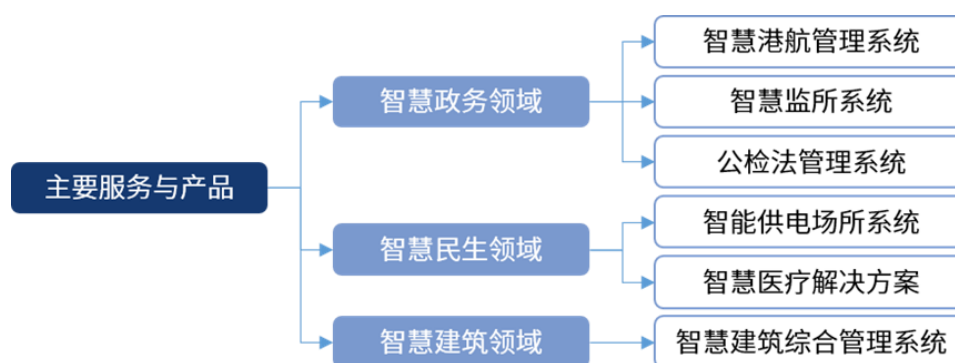 主要服务与产品
智慧政务领域
智慧港航管理系统
智慧监所系统
公检法管理系统
智慧民生领域
智能供电场所系统
智慧医疗解决方案
智慧建筑领域
智慧建筑综合管理系统